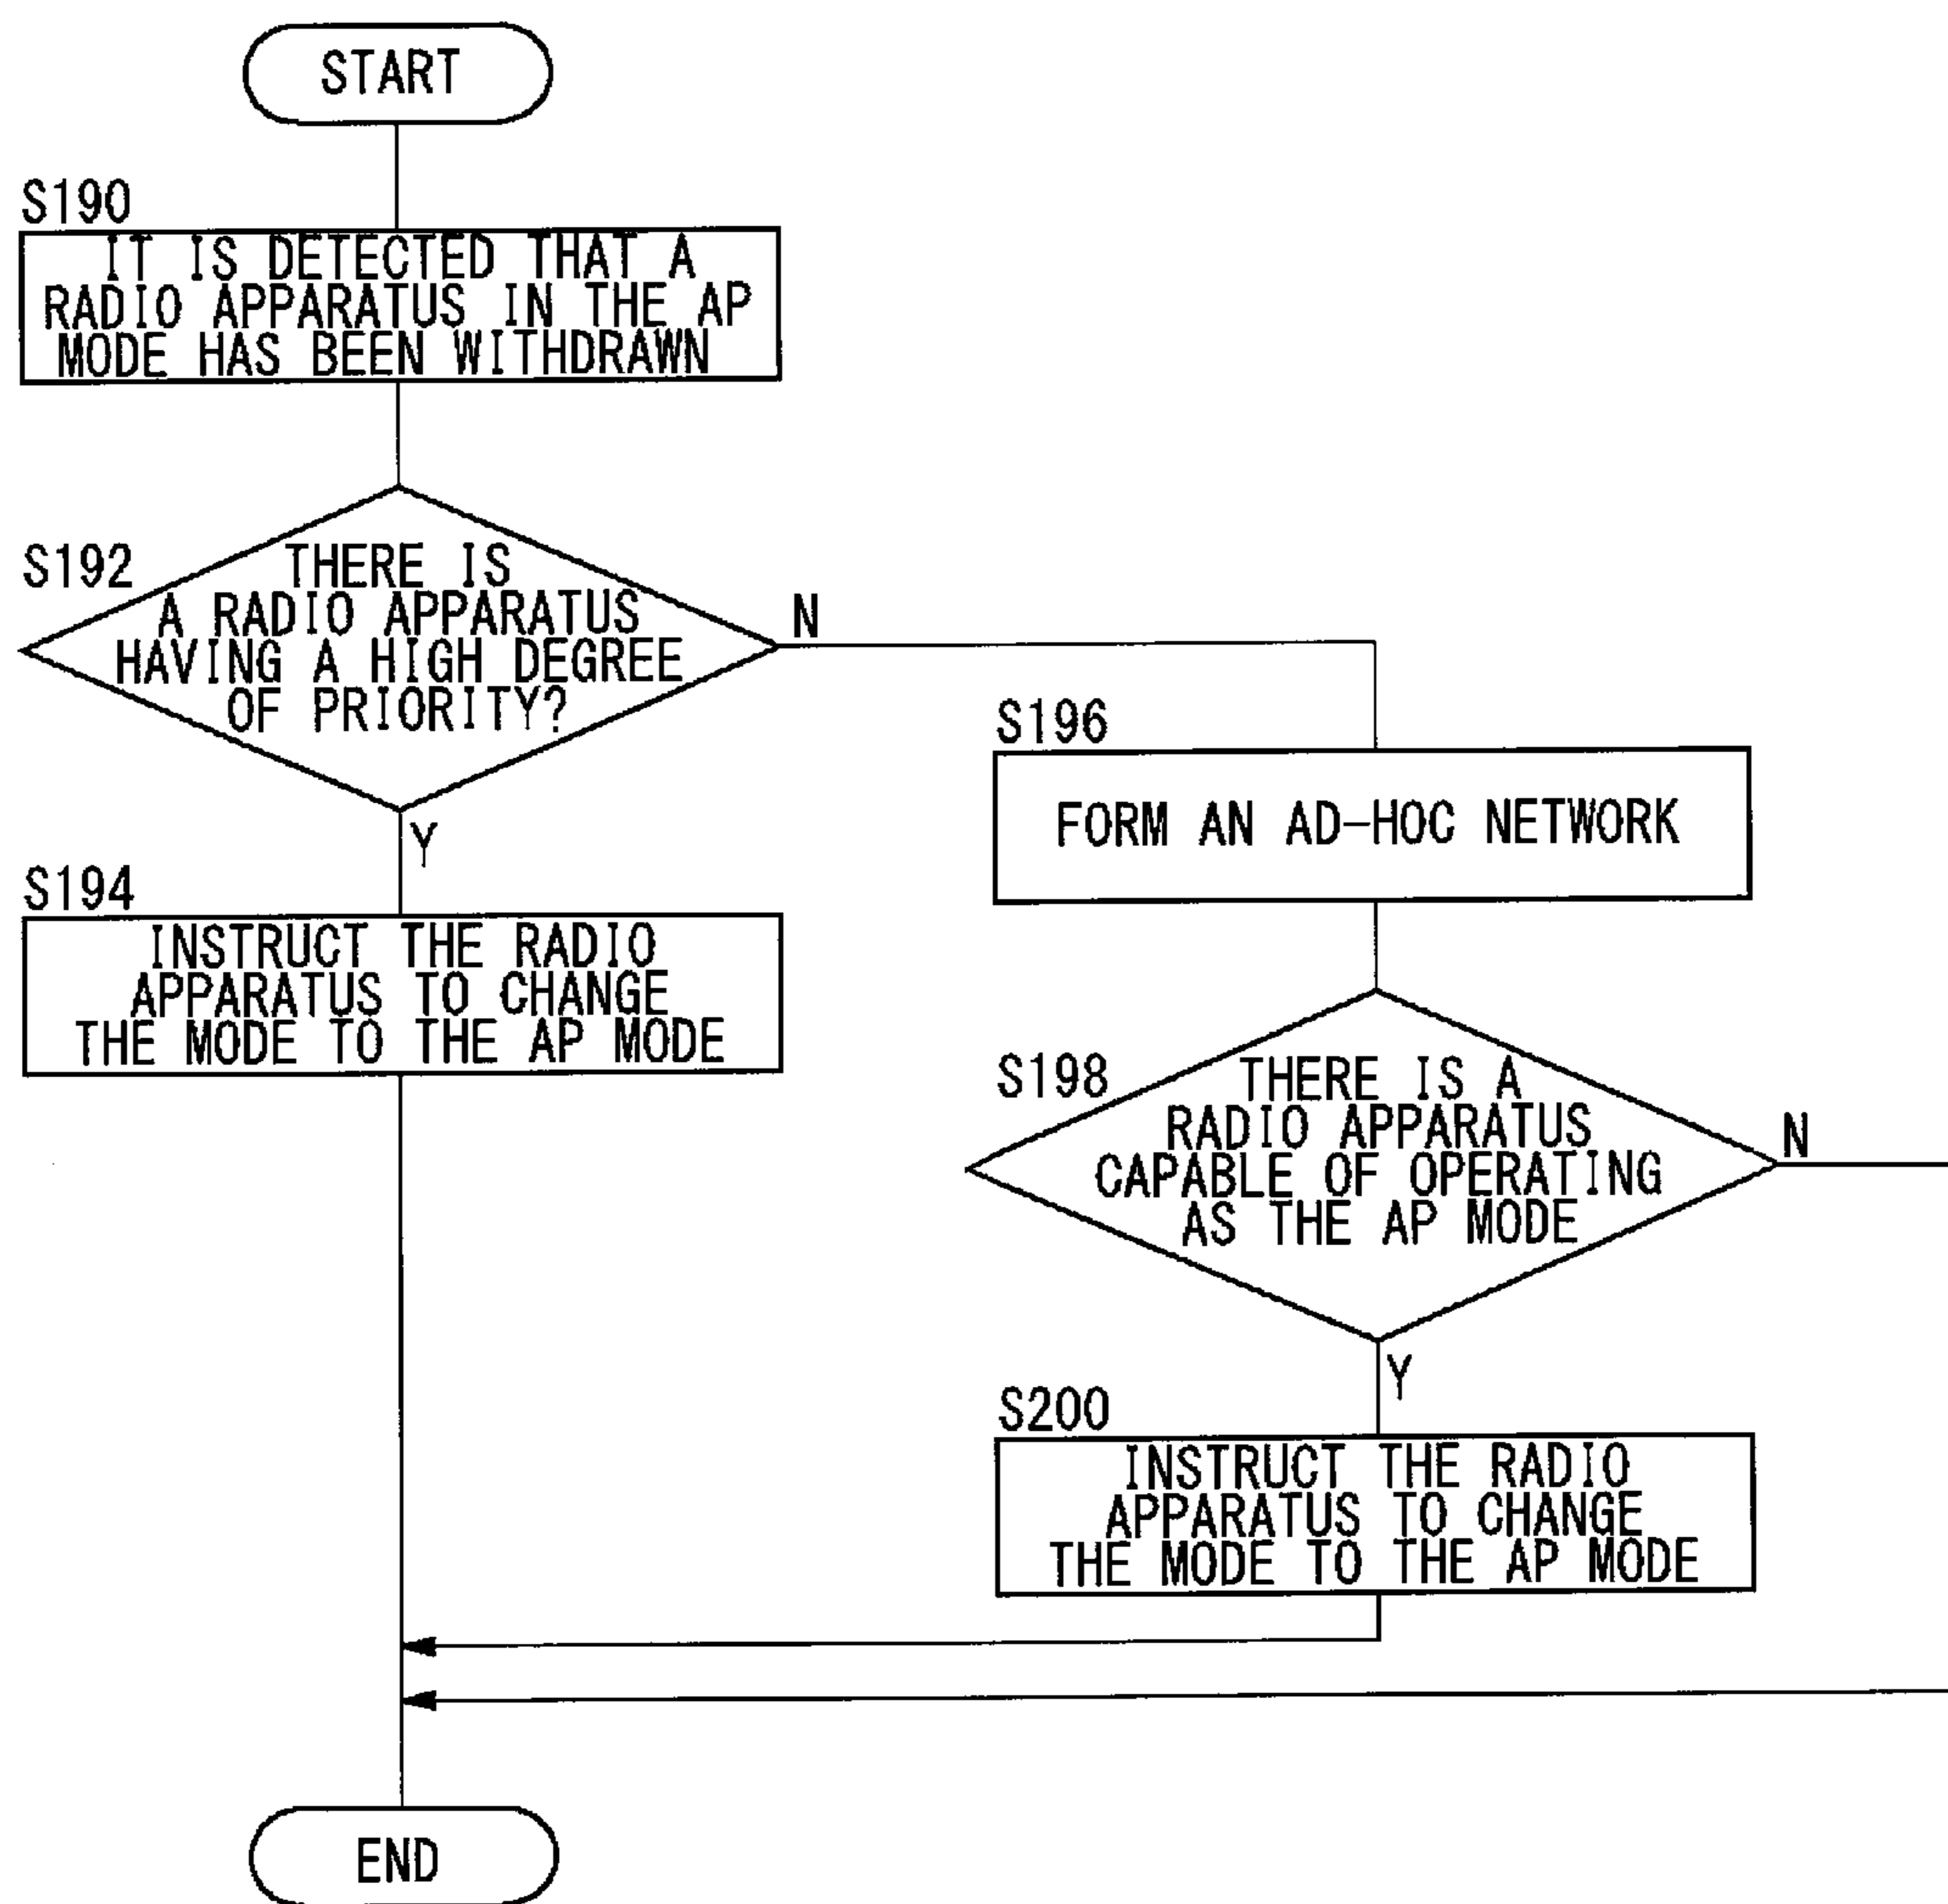 START
S190
IT IS DETECTED THAT A
RADIO APPARATUS IN THE AP
MODE HAS BEEN WITHDRAWN
S192
THERE IS
A RADIO APPARATUS
HAVING A HIGH DEGREE
OF PRIORITY?
N
Y
S194
INSTRUCT THE RADIO
APPARATUS TO CHANGE
THE MODE TO THE AP MODE
S196
FORM AN AD-HOC NETWORK
S198
THERE IS A
RADIO APPARATUS
CAPABLE OF OPERATING
AS THE AP MODE
N
Y
S200
INSTRUCT THE RADIO
APPARATUS TO CHANGE
THE MODE TO THE AP MODE
END